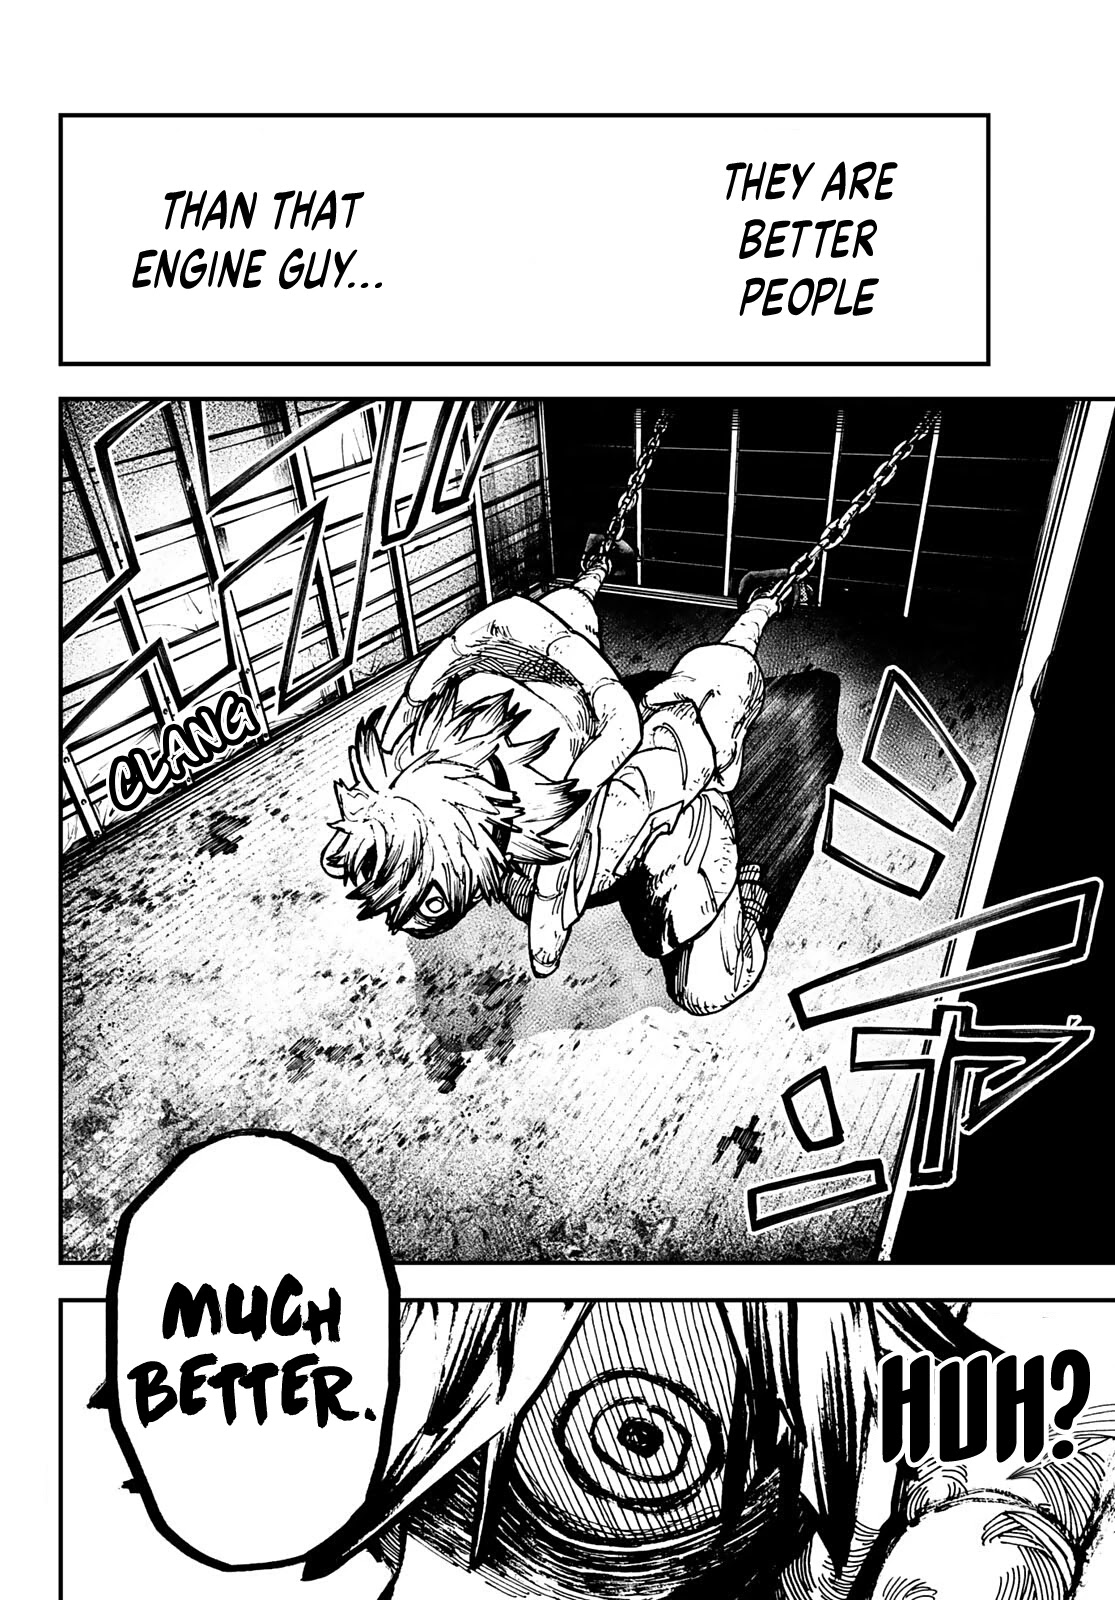 THEY ARE
BETTER
PEOPLE
THAN THAT
ENGINE GUY...
CLANG
MUCH
BETTER.
HUH?